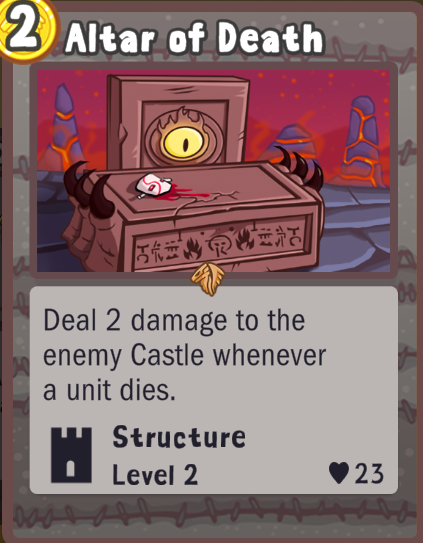 2
Altar of Death
Deal 2 damage to the
enemy Castle whenever
a unit dies.
Structure
Level 2
23